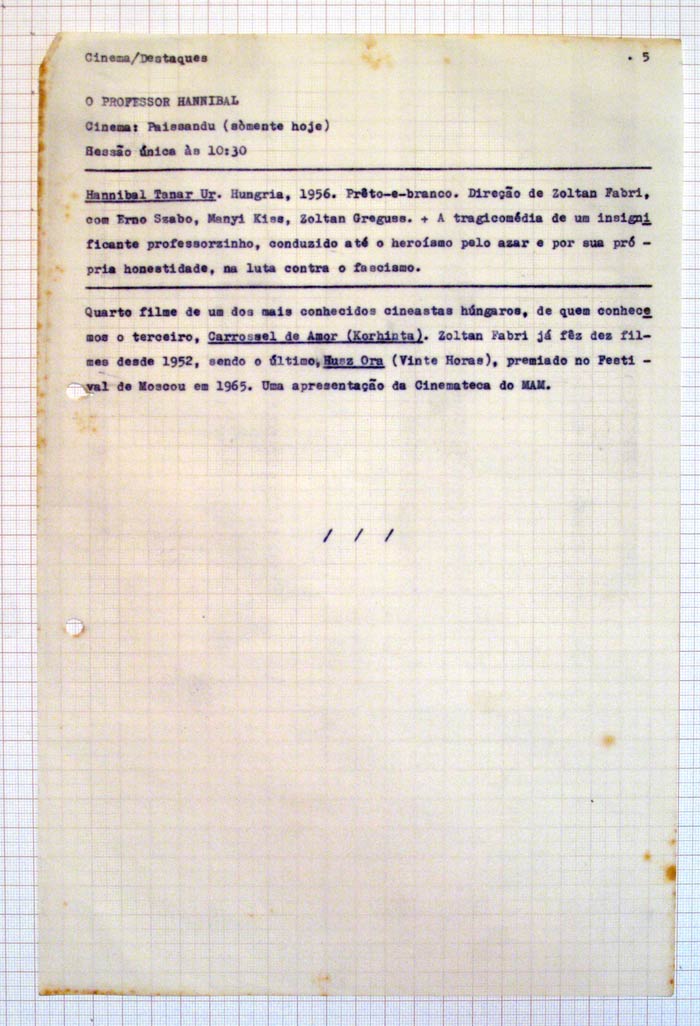 Cinema/Destaques . 5
O PROFESSOR HANNIBAL
Cinema: Paissandu (sòmente hoje)
Sessão única às 10:30
Hannibal Tanar Ur. Hungria, 1956. Prêto-e-branco. Direção de Zoltan Fabri,
com Erno Szabo, Manyi Kiss, Zoltan Greguss. + A tragicomédia de um insigni
ficante professorzinho, conduzido até o heroísmo pelo azar e por sua pró -
pria honestidade, na luta contra o fascismo.
Quarto filme de um dos mais conhecidos cineastas húngaros, de quem conhece
mos o terceiro, Carrossel de Amor (Korhinta). Zoltan Fabri já fêz dez fil-
mes desde 1952, sendo o último, Husz Ora (Vinte Horas), premiado no Festi -
val de Moscou em 1965. Uma apresentação da Cinemateca do MAM.
/ / /